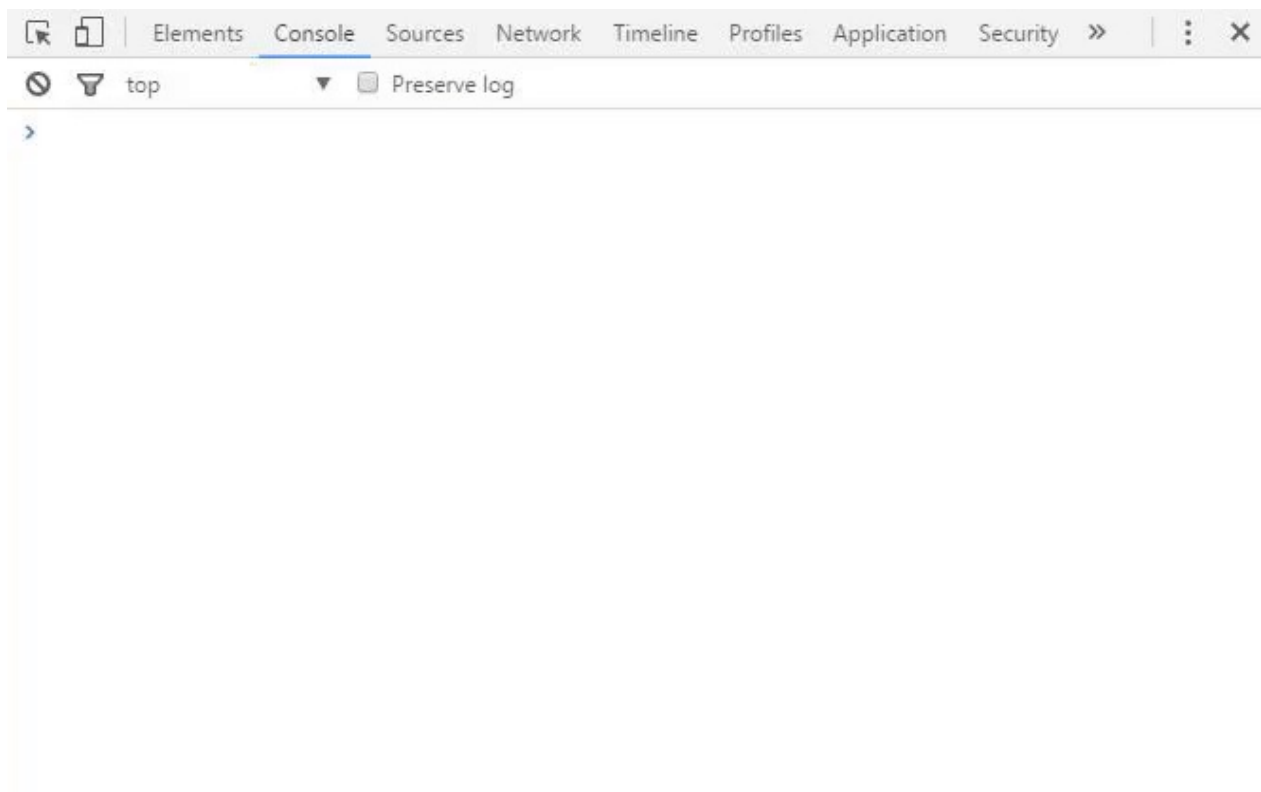 Elements Console Sources Network Timeline Profiles Application Security »
top ▼ Preserve log
>